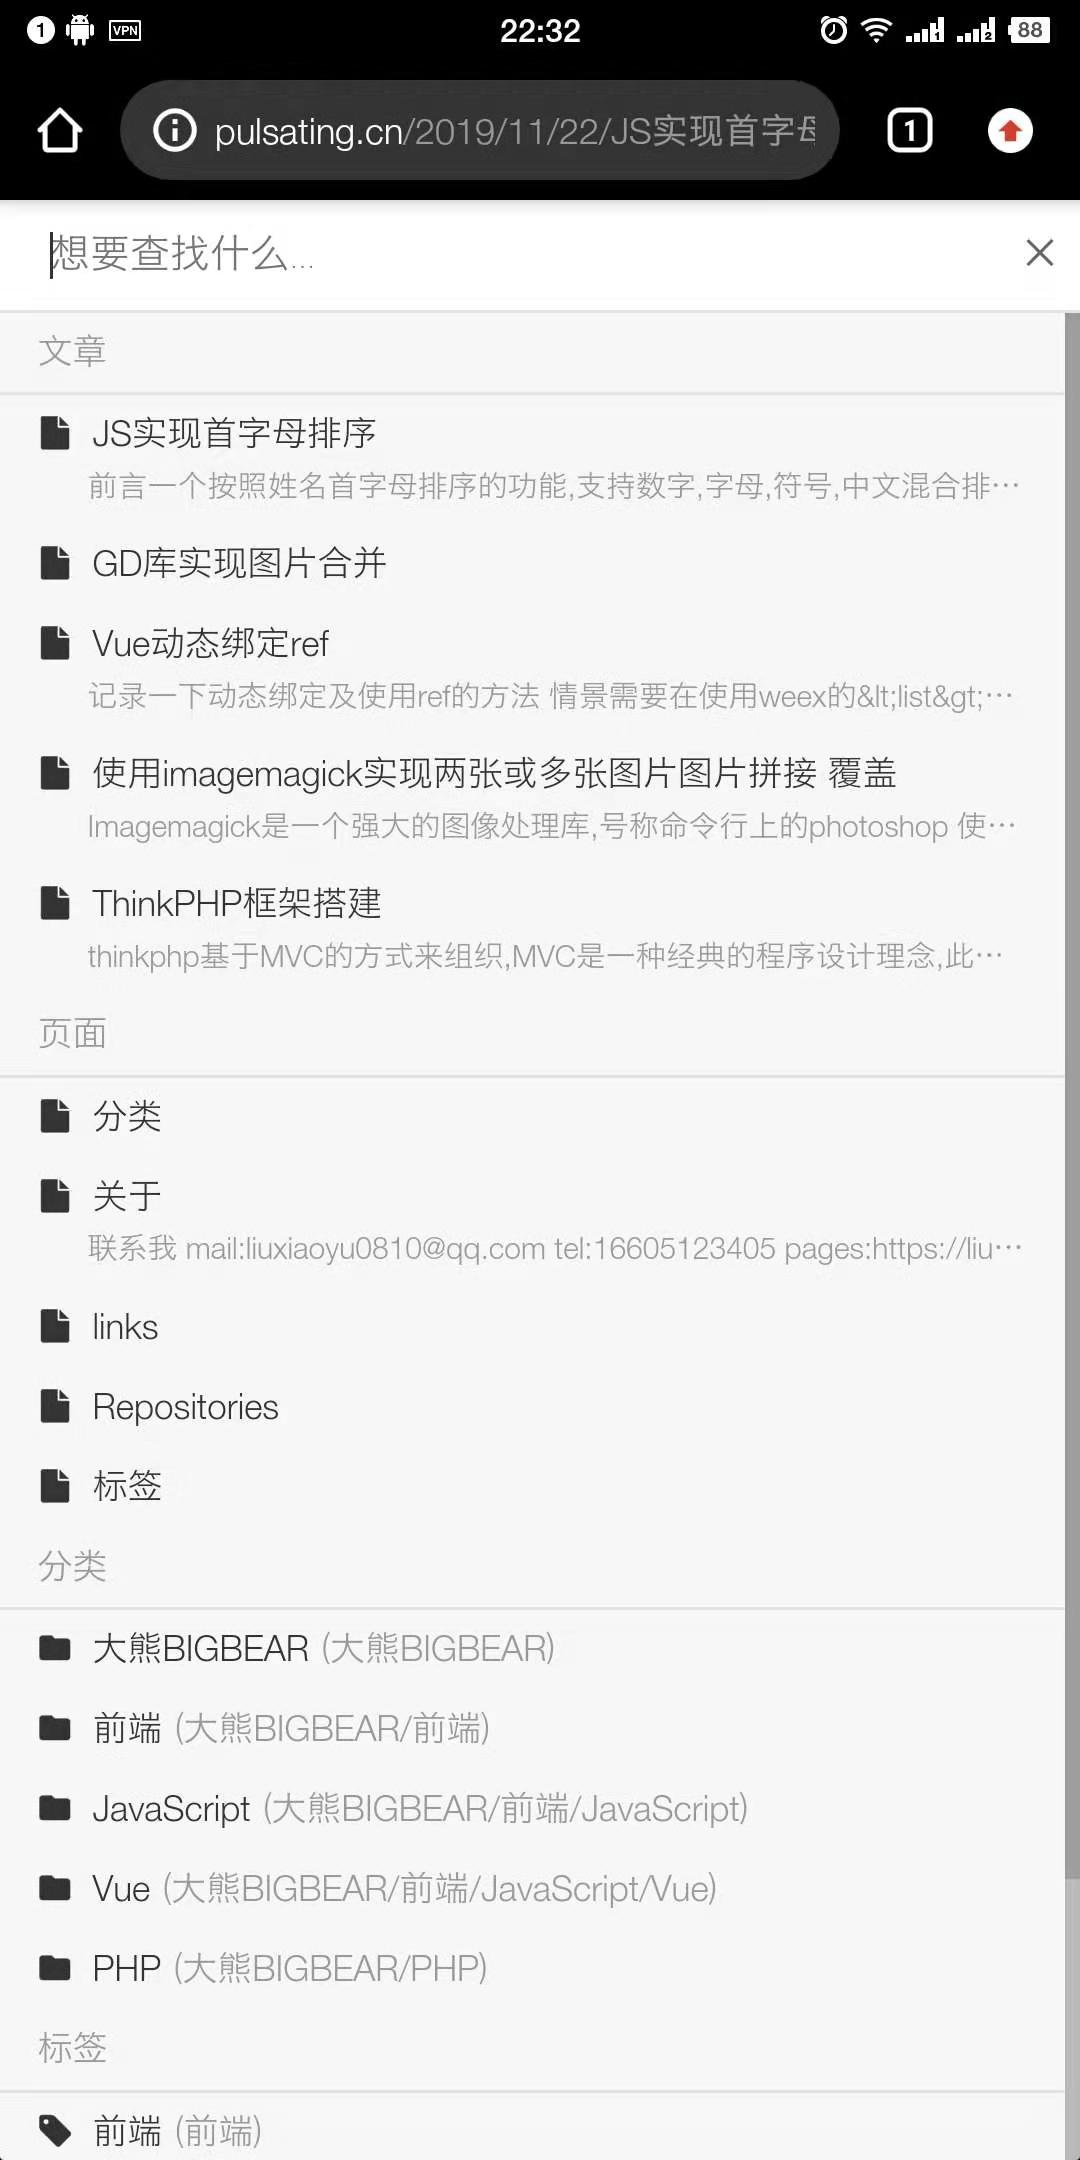 1 VPN 22:32 1 2 88
pulsating.cn/2019/11/22/JS实现首字母 1
想要查找什么...
文章
JS实现首字母排序
前言一个按照姓名首字母排序的功能,支持数字,字母,符号,中文混合排…
GD库实现图片合并
Vue动态绑定ref
记录一下动态绑定及使用ref的方法 情景需要在使用weex的&lt;list&gt;…
使用imagemagick实现两张或多张图片图片拼接 覆盖
Imagemagick是一个强大的图像处理库,号称命令行上的photoshop 使…
ThinkPHP框架搭建
thinkphp基于MVC的方式来组织,MVC是一种经典的程序设计理念,此…
页面
分类
关于
联系我 mail:liuxiaoyu0810@qq.com tel:16605123405 pages:https://liu…
links
Repositories
标签
分类
大熊BIGBEAR (大熊BIGBEAR)
前端 (大熊BIGBEAR/前端)
JavaScript (大熊BIGBEAR/前端/JavaScript)
Vue (大熊BIGBEAR/前端/JavaScript/Vue)
PHP (大熊BIGBEAR/PHP)
标签
前端 (前端)